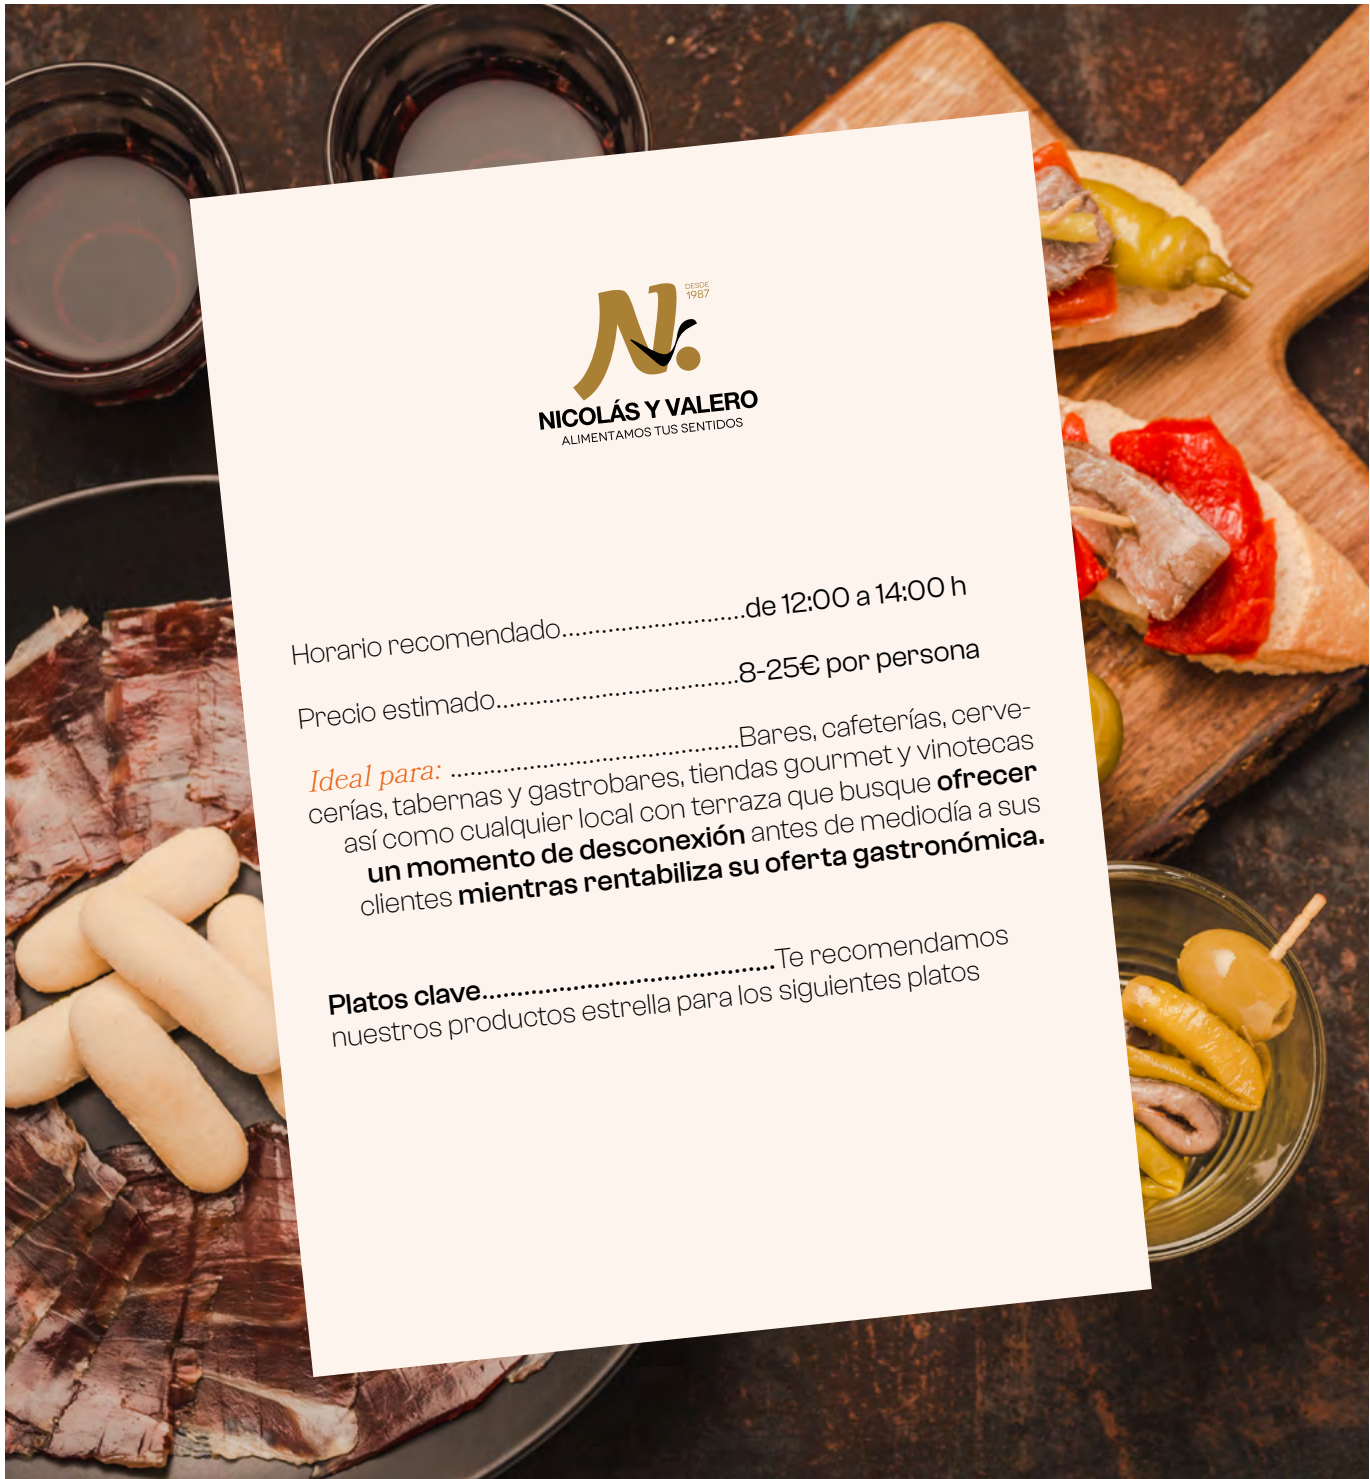 DESDE
1987
NICOLÁS Y VALERO
ALIMENTAMOS TUS SENTIDOS
Horario recomendado............................de 12:00 a 14:00 h
Precio estimado.....................................8-25€ por persona
Ideal para: ............................................Bares, cafeterías, cerve-
cerías, tabernas y gastrobares, tiendas gourmet y vinotecas
así como cualquier local con terraza que busque ofrecer
un momento de desconexión antes de mediodía a sus
clientes mientras rentabiliza su oferta gastronómica.
Platos clave..........................................Te recomendamos
nuestros productos estrella para los siguientes platos